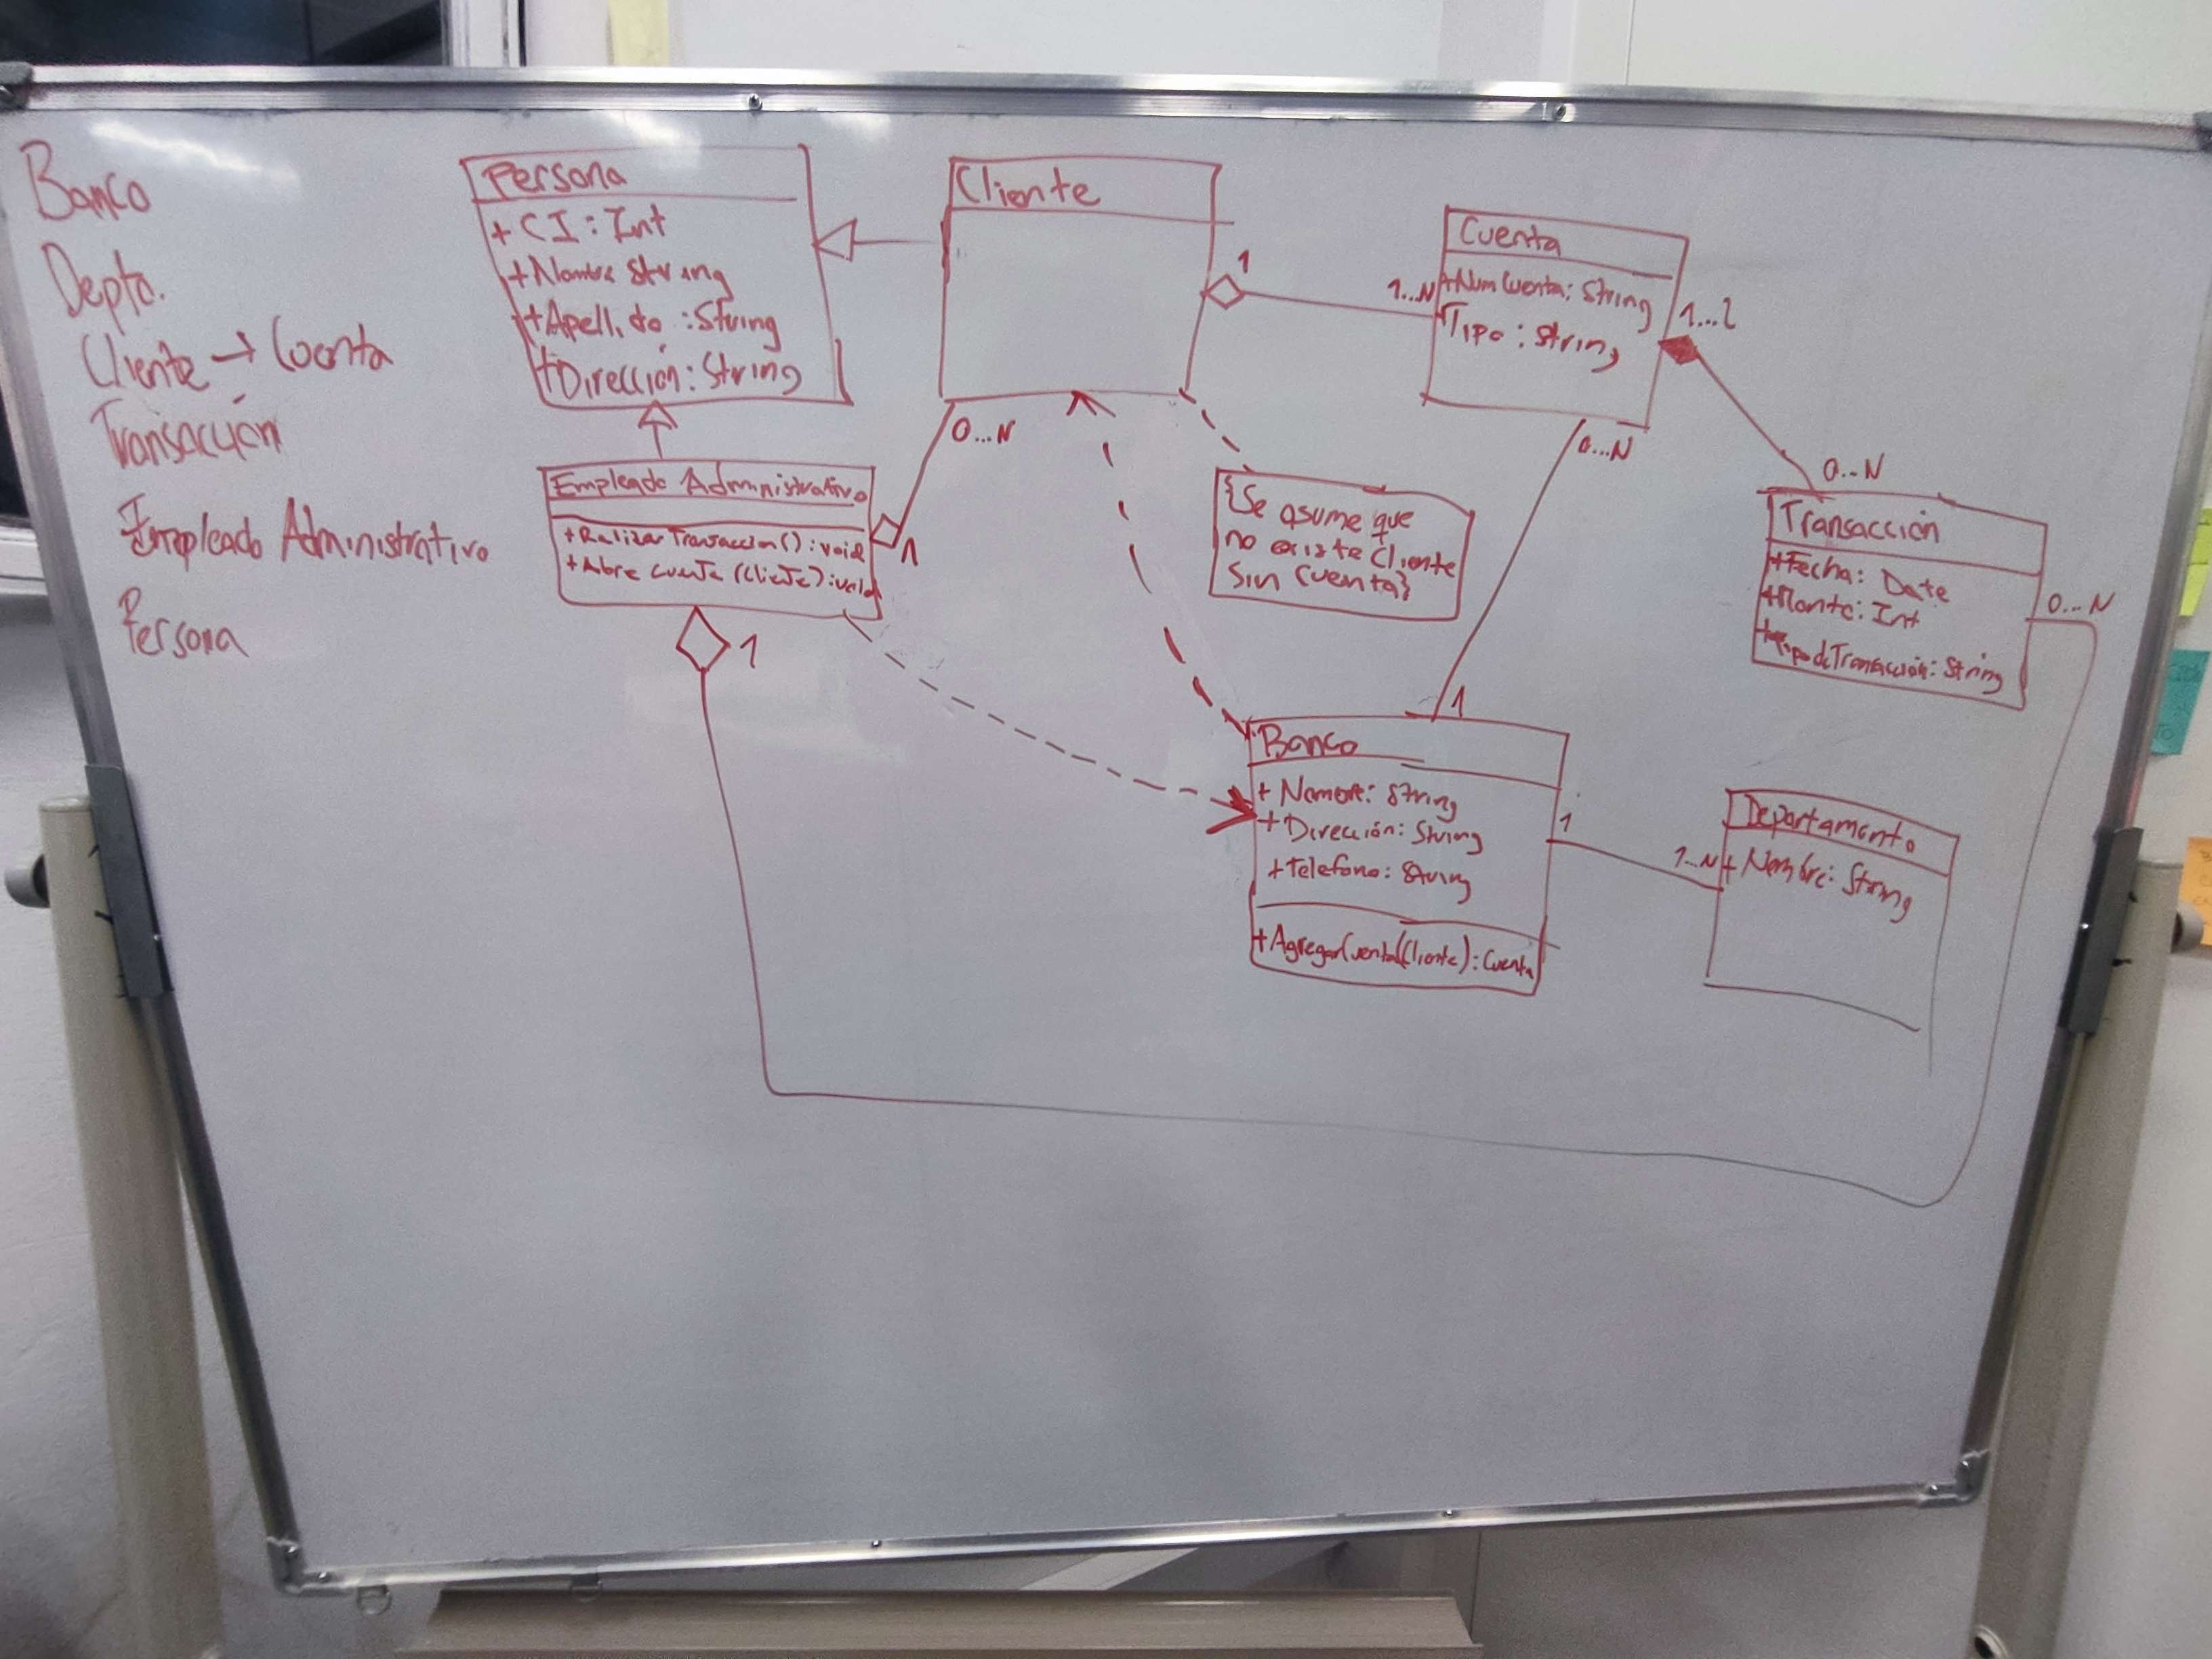 Banco
Depto.
Cliente → Cuenta
Transacción
Empleado Administrativo
Persona
Persona
+ CI : Int
+Nombre String
+Apellido : String
+Dirección : String
Empleado Administrativo
+Ralizar Transaccion() : void
+Abre cuenTa (ClienTe) : void
1
1
Cliente
0...N
1
1...N
{Se asume que
no existe Cliente
Sin Cuenta}
Cuenta
+NumCuenta: String
Tipo : String
1...2
0...N
0...N
Transacción
+Fecha: Date
+Monto: Int
+TipodeTransacción: String
0...N
1
Banco
+ Nombre: String
+ Dirección: String
+Telefono: String
+AgregarCuenta(Cliente) : Cuenta
1
1...N
Departamento
+ Nombre: String